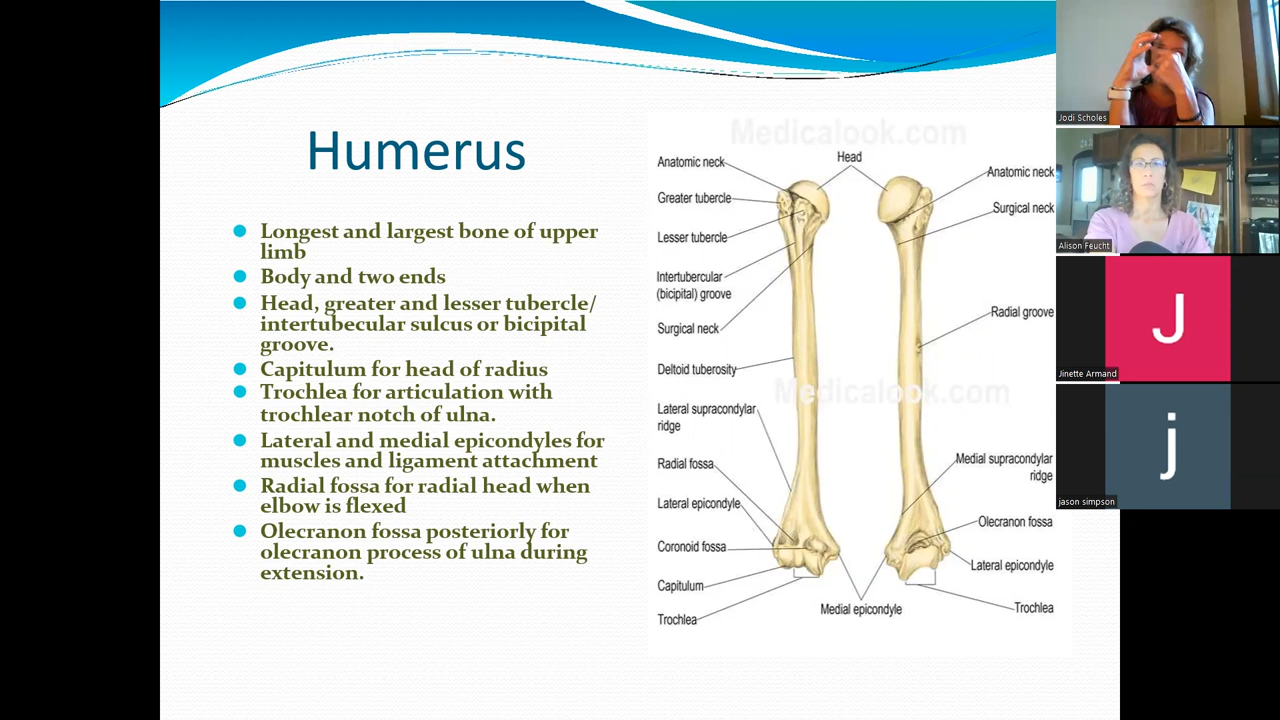 Humerus
Longest and largest bone of upper
limb
Body and two ends
Head, greater and lesser tubercle/
intertubecular sulcus or bicipital
groove.
Capitulum for head of radius
Trochlea for articulation with
trochlear notch of ulna.
Lateral and medial epicondyles for
muscles and ligament attachment
Radial fossa for radial head when
elbow is flexed
Olecranon fossa posteriorly for
olecranon process of ulna during
extension.
Medicalook.com
Head
Anatomic neck
Greater tubercle
Lesser tubercle
Intertubercular
(bicipital) groove
Surgical neck
Deltoid tuberosity
Lateral supracondylar
ridge
Radial fossa
Lateral epicondyle
Coronoid fossa
Capitulum
Trochlea
Medicalook.com
Anatomic neck
Surgical neck
Radial groove
Medial supracondylar
ridge
Olecranon fossa
Lateral epicondyle
Trochlea
Medial epicondyle
Jodi Scholes
Alison Feucht
J
Jinette Armand
j
jason simpson